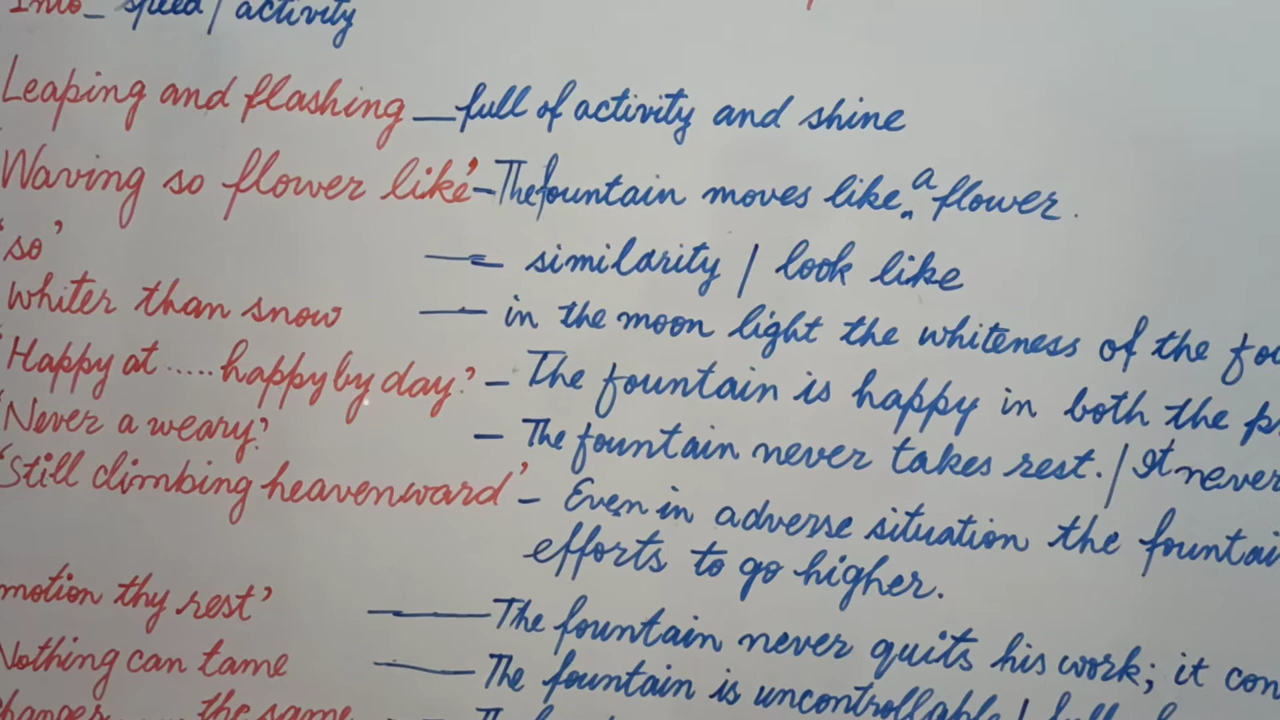 Into_ speed / activity
Leaping and flashing _ full of activity and shine
Waving so flower like' - The fountain moves like a flower.
'so' — similarity / look like
whiter than snow — in the moon light the whiteness of the
'Happy at ..... happy by day.' - The fountain is happy in both the
'Never a weary.' - The fountain never takes rest. / It never
'Still climbing heavenward' - Even in adverse situation the
efforts to go higher.
motion thy rest' — The fountain never quits his work; it
Nothing can tame — The fountain is uncontrollable /
the same